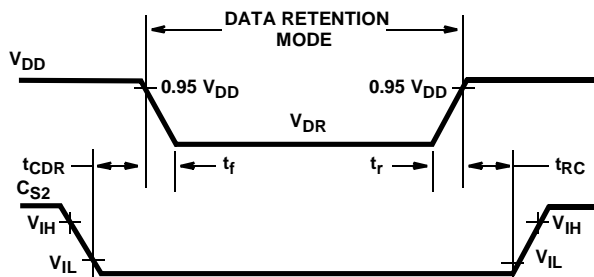 DATA RETENTION
MODE
VDD
0.95 VDD
0.95 VDD
VDR
tCDR
tf
tr
tRC
CS2
VIH
VIH
VIL
VIL